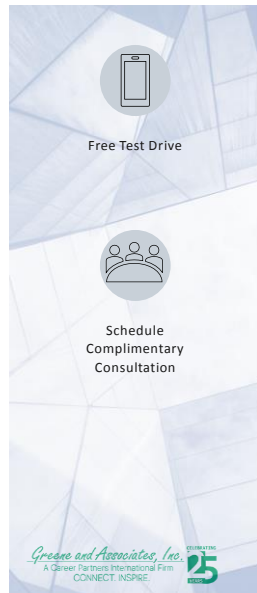 Free Test Drive
Schedule
Complimentary
Consultation
Greene and Associates, Inc.
A Career Partners International Firm
CONNECT. INSPIRE.
CELEBRATING
25
YEARS